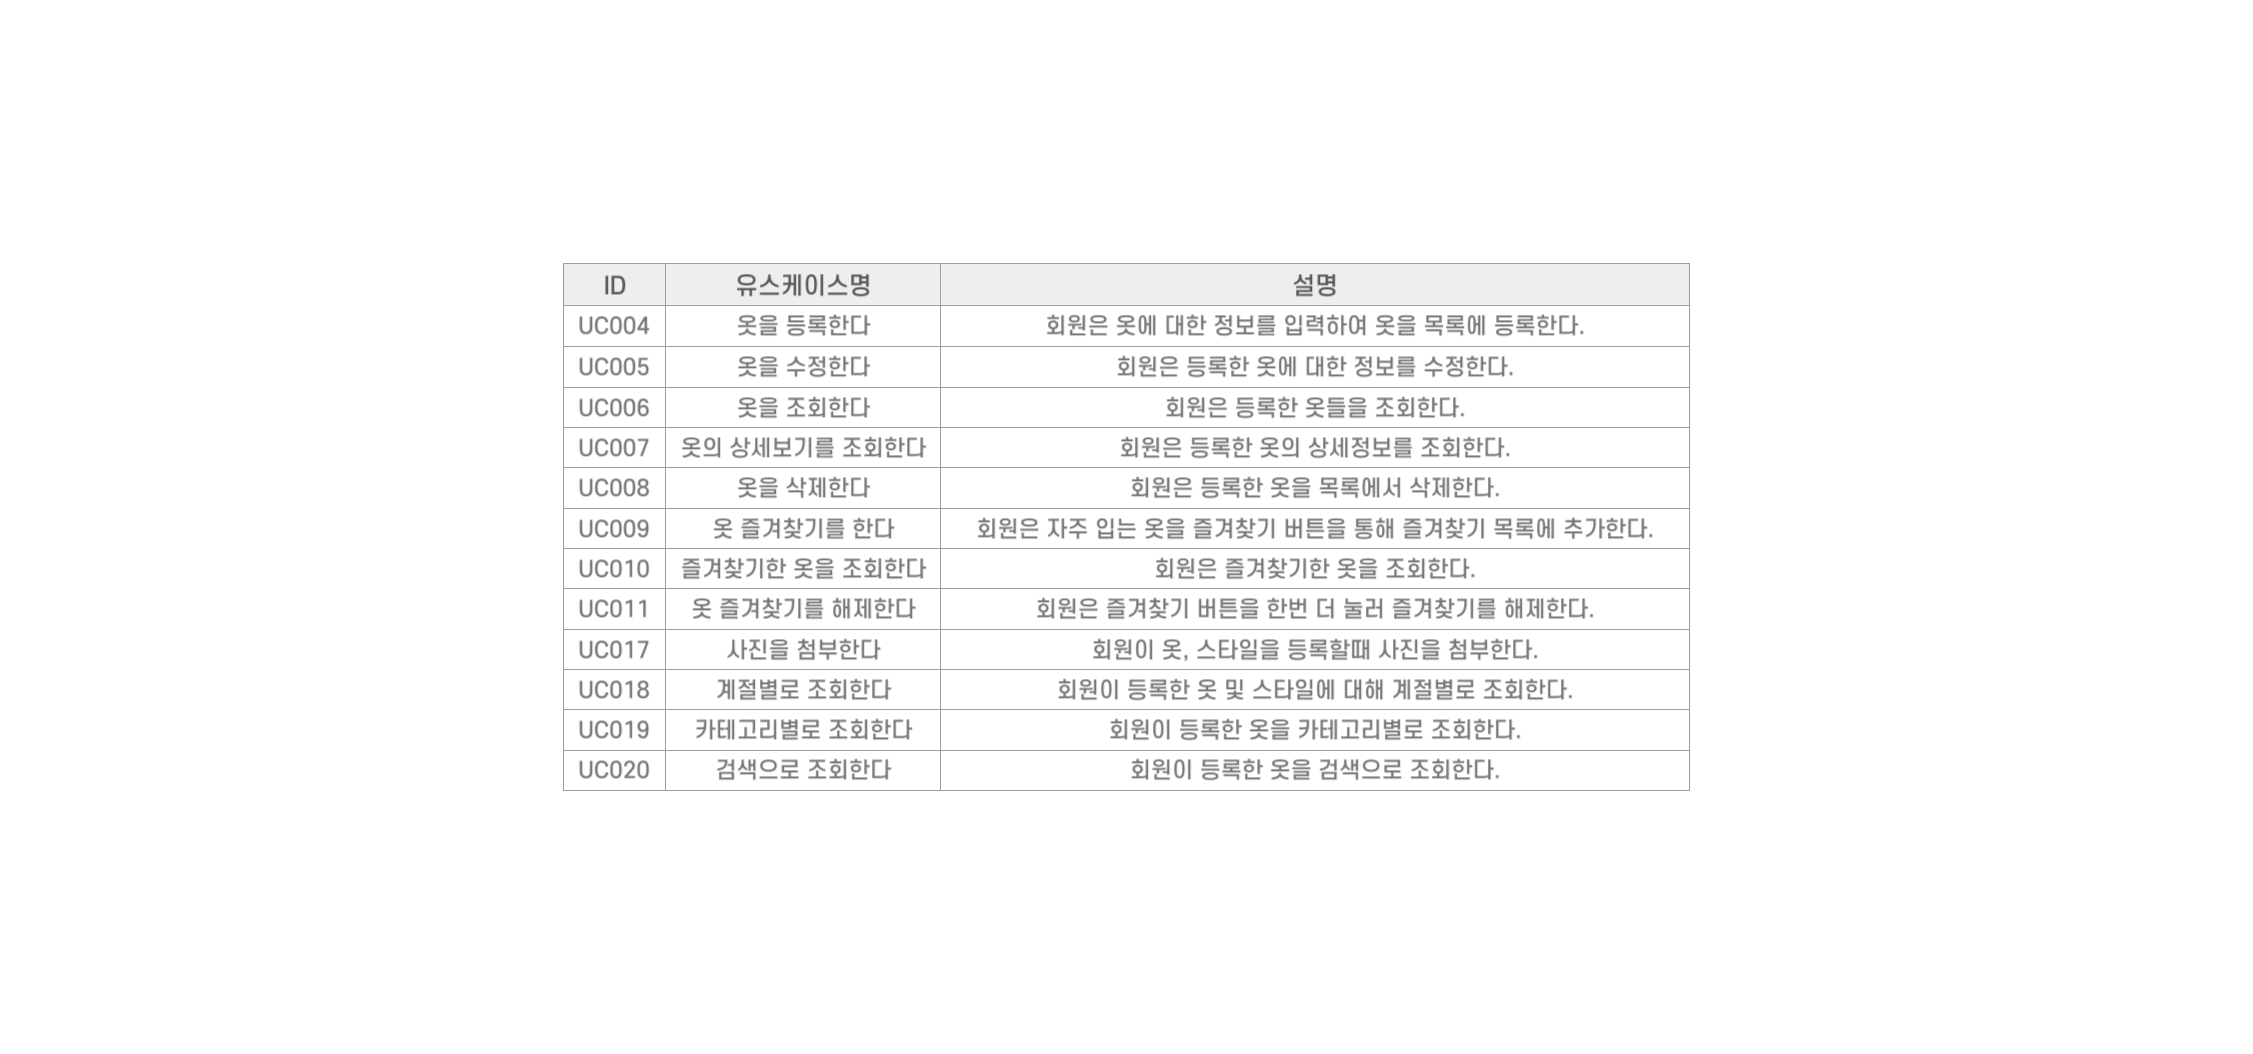 ID 유스케이스명 설명
UC004 옷을 등록한다 회원은 옷에 대한 정보를 입력하여 옷을 목록에 등록한다.
UC005 옷을 수정한다 회원은 등록한 옷에 대한 정보를 수정한다.
UC006 옷을 조회한다 회원은 등록한 옷들을 조회한다.
UC007 옷의 상세보기를 조회한다 회원은 등록한 옷의 상세정보를 조회한다.
UC008 옷을 삭제한다 회원은 등록한 옷을 목록에서 삭제한다.
UC009 옷 즐겨찾기를 한다 회원은 자주 입는 옷을 즐겨찾기 버튼을 통해 즐겨찾기 목록에 추가한다.
UC010 즐겨찾기한 옷을 조회한다 회원은 즐겨찾기한 옷을 조회한다.
UC011 옷 즐겨찾기를 해제한다 회원은 즐겨찾기 버튼을 한번 더 눌러 즐겨찾기를 해제한다.
UC017 사진을 첨부한다 회원이 옷, 스타일을 등록할때 사진을 첨부한다.
UC018 계절별로 조회한다 회원이 등록한 옷 및 스타일에 대해 계절별로 조회한다.
UC019 카테고리별로 조회한다 회원이 등록한 옷을 카테고리별로 조회한다.
UC020 검색으로 조회한다 회원이 등록한 옷을 검색으로 조회한다.